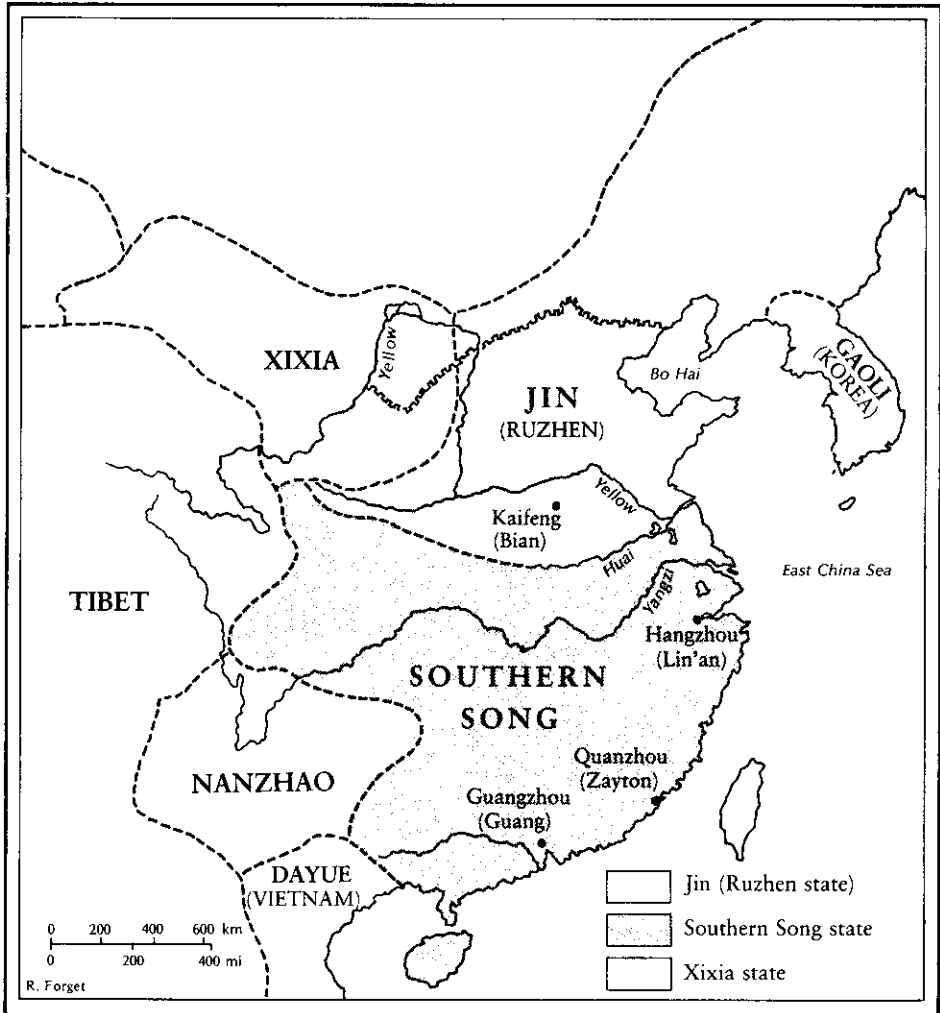 XIXIA
Yellow
JIN
(RUZHEN)
Bo Hai
GAOLI
(KOREA)
Kaifeng
(Bian)
Yellow
Huai
Yangzi
East China Sea
TIBET
Hangzhou
(Lin'an)
SOUTHERN
SONG
NANZHAO
Quanzhou
(Zayton)
Guangzhou
(Guang)
DAYUE
(VIETNAM)
Jin (Ruzhen state)
Southern Song state
Xixia state
0 200 400 600 km
0 200 400 mi
R. Forget